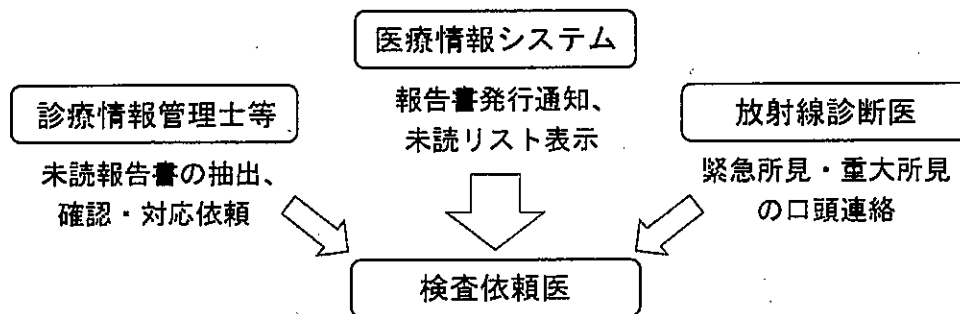 医療情報システム
報告書発行通知、
未読リスト表示
診療情報管理士等
未読報告書の抽出、
確認・対応依頼
放射線診断医
緊急所見・重大所見
の口頭連絡
検査依頼医